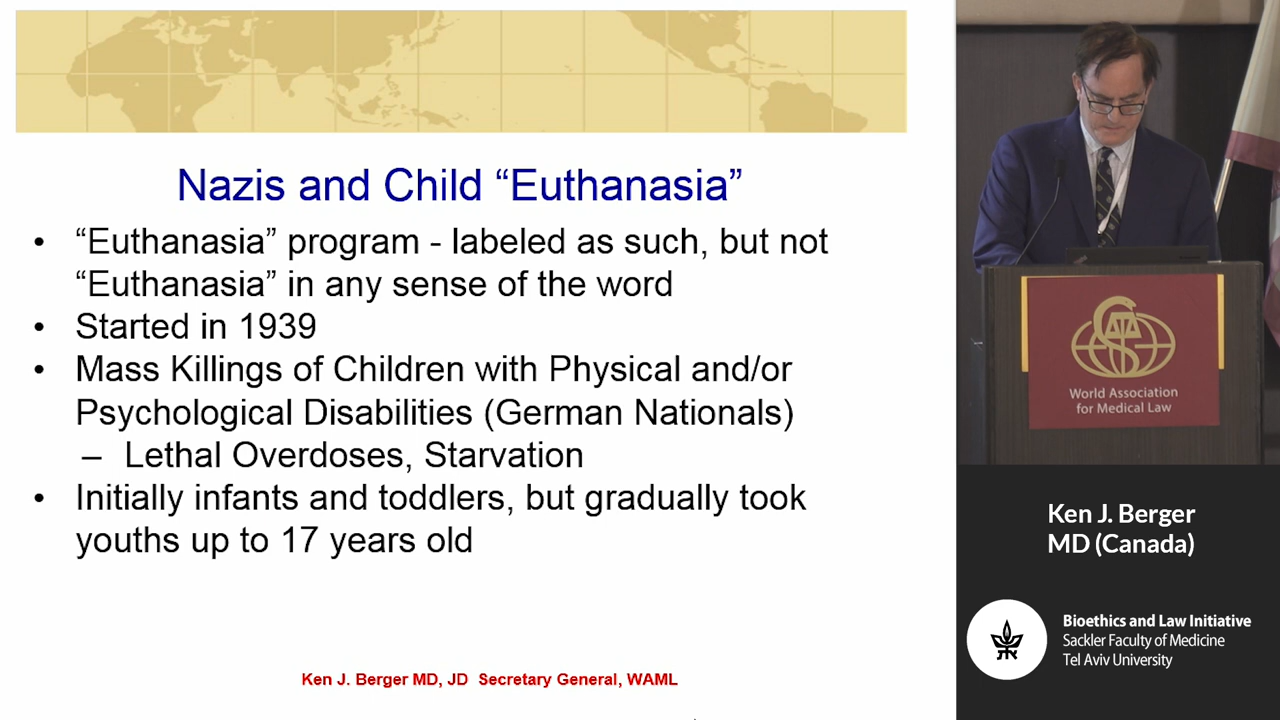 Nazis and Child “Euthanasia”
• “Euthanasia” program - labeled as such, but not
“Euthanasia” in any sense of the word
• Started in 1939
• Mass Killings of Children with Physical and/or
Psychological Disabilities (German Nationals)
– Lethal Overdoses, Starvation
• Initially infants and toddlers, but gradually took
youths up to 17 years old
Ken J. Berger MD, JD Secretary General, WAML
World Association
for Medical Law
Ken J. Berger
MD (Canada)
Bioethics and Law Initiative
Sackler Faculty of Medicine
Tel Aviv University